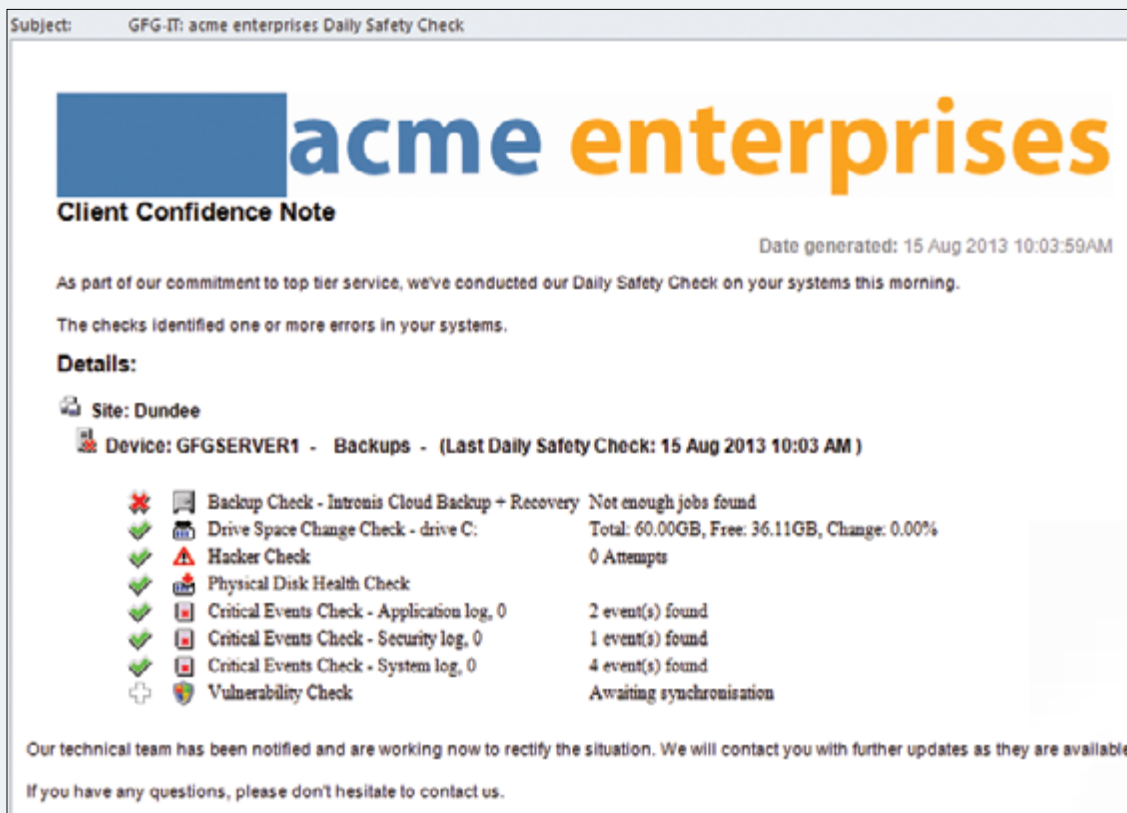 Subject: GFG-IT: acme enterprises Daily Safety Check
acme enterprises
Client Confidence Note
Date generated: 15 Aug 2013 10:03:59AM
As part of our commitment to top tier service, we've conducted our Daily Safety Check on your systems this morning.
The checks identified one or more errors in your systems.
Details:
Site: Dundee
Device: GFGSERVER1 - Backups - (Last Daily Safety Check: 15 Aug 2013 10:03 AM )
Backup Check - Intronis Cloud Backup + Recovery Not enough jobs found
Drive Space Change Check - drive C: Total: 60.00GB, Free: 36.11GB, Change: 0.00%
Hacker Check 0 Attempts
Physical Disk Health Check
Critical Events Check - Application log, 0 2 event(s) found
Critical Events Check - Security log, 0 1 event(s) found
Critical Events Check - System log, 0 4 event(s) found
Vulnerability Check Awaiting synchronisation
Our technical team has been notified and are working now to rectify the situation. We will contact you with further updates as they are available
If you have any questions, please don't hesitate to contact us.